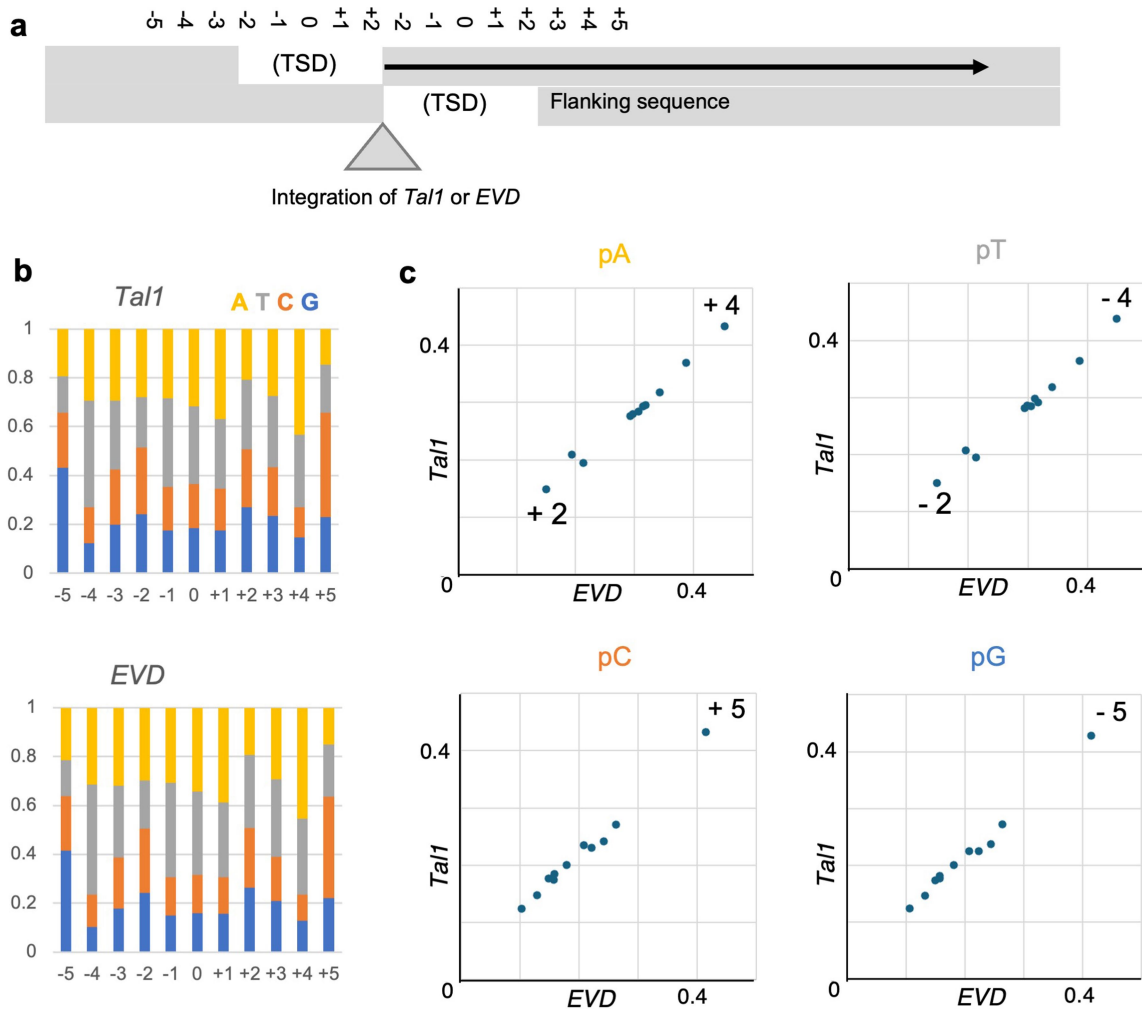 a
-5 -4 -3 -2 0 +1 +2 -2 -1 0 +1 +2 +3 +4 +5
(TSD)
(TSD) Flanking sequence
Integration of Tal1 or EVD
b
Tal1
A T C G
1
0.8
0.6
0.4
0.2
0
-5 -4 -3 -2 -1 0 +1 +2 +3 +4 +5
EVD
1
0.8
0.6
0.4
0.2
0
-5 -4 -3 -2 -1 0 +1 +2 +3 +4 +5
c
pA
+ 4
0.4
Tal1
+ 2
0 EVD 0.4
pT
- 4
0.4
Tal1
- 2
0 EVD 0.4
pC
+ 5
0.4
Tal1
0 EVD 0.4
pG
- 5
0.4
Tal1
0 EVD 0.4